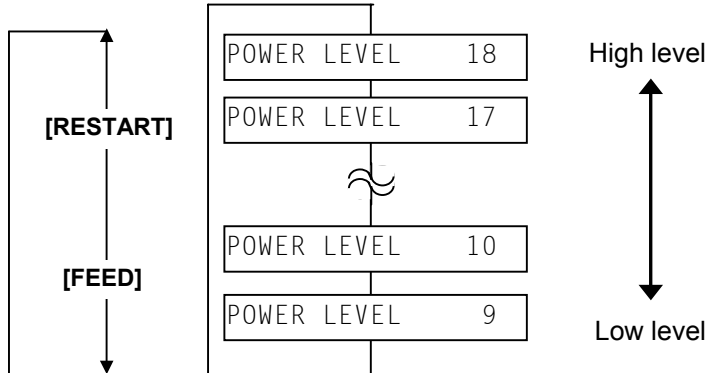 POWER LEVEL 18
High level
POWER LEVEL 17
[RESTART]
POWER LEVEL 10
[FEED]
POWER LEVEL 9
Low level